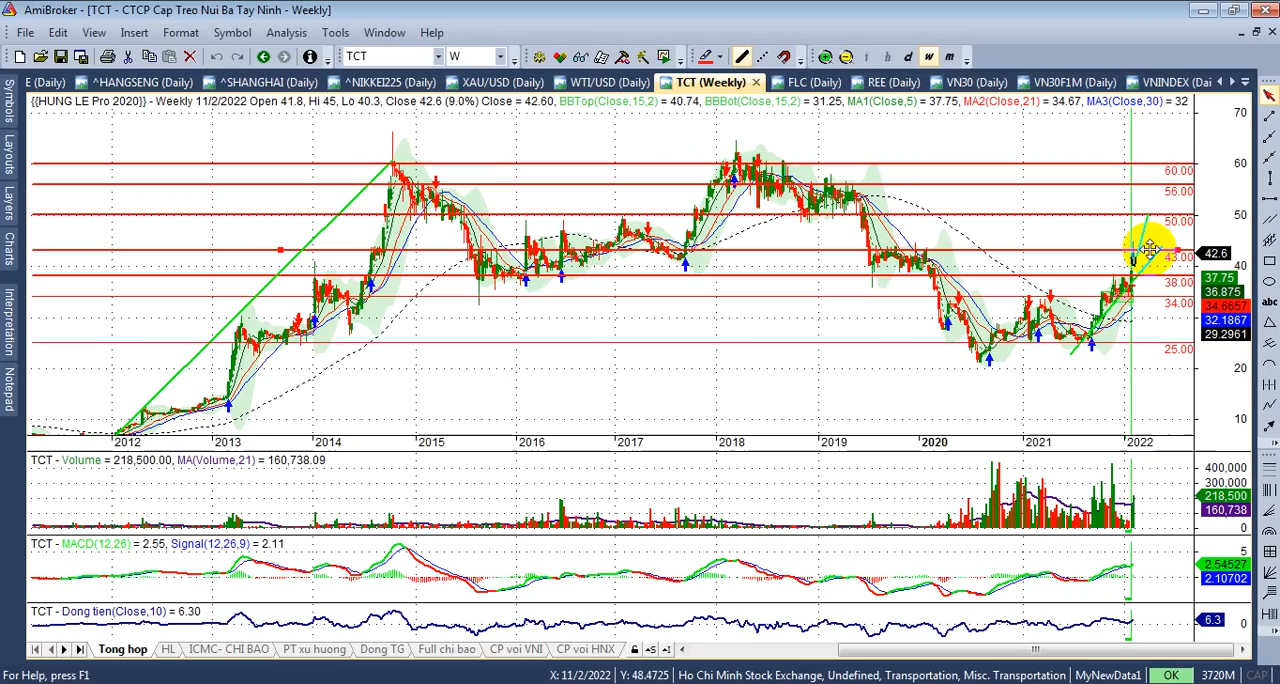 AmiBroker - [TCT - CTCP Cap Treo Nui Ba Tay Ninh - Weekly]
File Edit View Insert Format Symbol Analysis Tools Window Help
TCT W i h d w m
E (Daily) ^HANGSENG (Daily) ^SHANGHAI (Daily) ^NIKKEI225 (Daily) XAU/USD (Daily) WTI/USD (Daily) TCT (Weekly) FLC (Daily) REE (Daily) VN30 (Daily) VN30F1M (Daily) VNINDEX (Dai
Symbols
Layouts
Layers
Charts
Interpretation
Notepad
{{HUNG LE Pro 2020}} - Weekly 11/2/2022 Open 41.8, Hi 45, Lo 40.3, Close 42.6 (9.0%) Close = 42.60, BBTop(Close,15,2) = 40.74, BBBot(Close,15,2) = 31.25, MA1(Close,5) = 37.75, MA2(Close,21) = 34.67, MA3(Close,30) = 32
70
60
50
40
20
10
60.00
56.00
50.00
43.00
38.00
34.00
25.00
42.6
37.75
36.875
34.6657
32.1867
29.2961
2012 2013 2014 2015 2016 2017 2018 2019 2020 2021 2022
TCT - Volume = 218,500.00, MA(Volume,21) = 160,738.09
400,000
300,000
218,500
160,738
0
TCT - MACD(12,26) = 2.55, Signal(12,26,9) = 2.11
5
2.54527
2.10702
TCT - Dong tien(Close,10) = 6.30
6.3
0
Tong hop HL ICMC- CHI BAO PT xu huong Dong TG Full chi bao CP voi VNI CP voi HNX
abc
For Help, press F1 X: 11/2/2022 Y: 48.4725 Ho Chi Minh Stock Exchange, Undefined, Transportation, Misc. Transportation MyNewData1 OK 3720M CAP